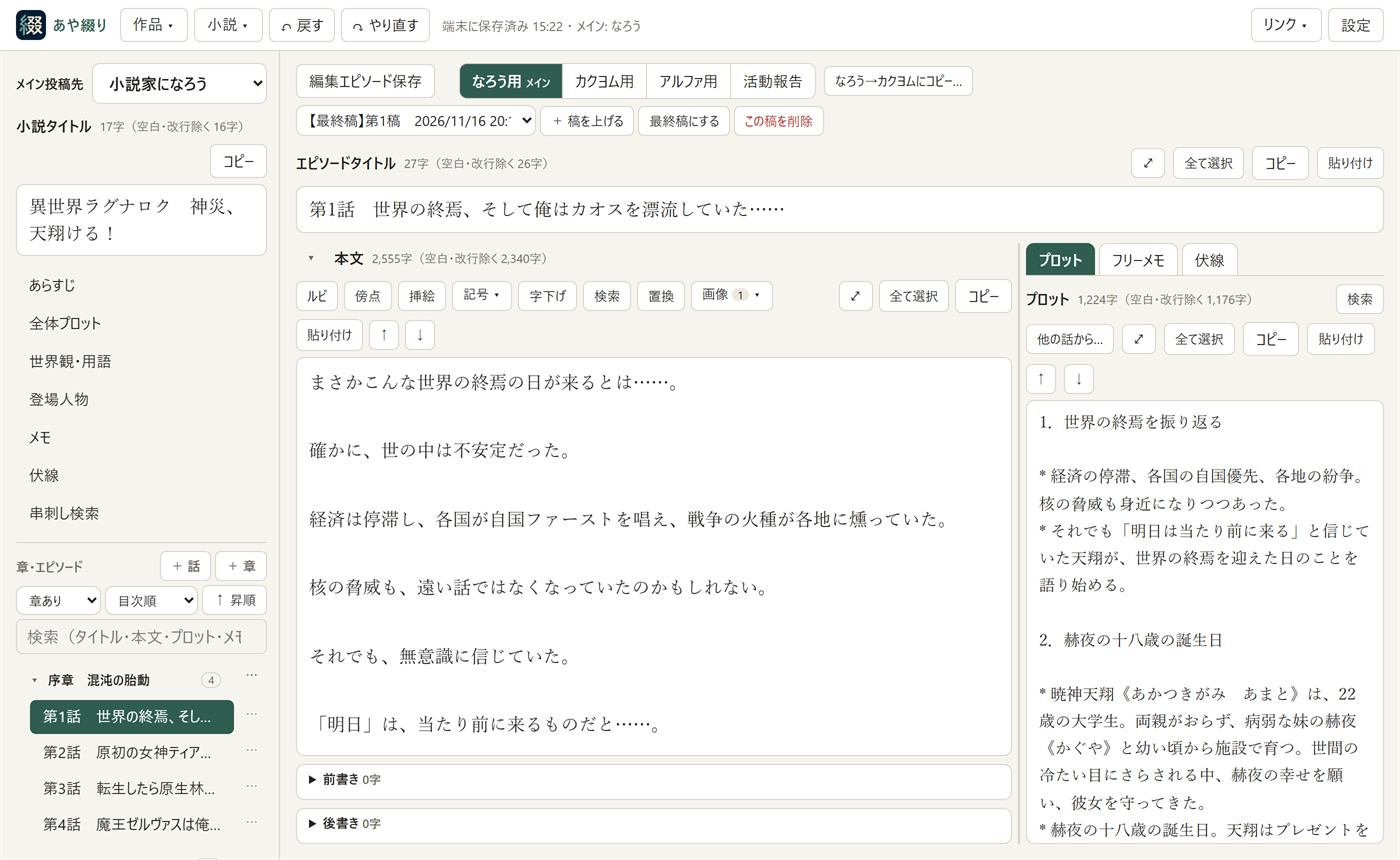 綴 あや綴り 作品 ▾ 小説 ▾ ↶ 戻す ↷ やり直す 端末に保存済み 15:22・メイン: なろう リンク ▾ 設定
メイン投稿先 小説家になろう
小説タイトル 17字（空白・改行除く16字）
コピー
異世界ラグナロク　神災、
天翔ける！
あらすじ
全体プロット
世界観・用語
登場人物
メモ
伏線
串刺し検索
章・エピソード ＋ 話 ＋ 章
章あり 目次順 ↑ 昇順
検索（タイトル・本文・プロット・メモ
▾ 序章　混沌の胎動 4 …
第1話　世界の終焉、そし... …
第2話　原初の女神ティア... …
第3話　転生したら原生林... …
第4話　魔王ゼルヴァスは俺... …
編集エピソード保存 なろう用 メイン カクヨム用 アルファ用 活動報告 なろう→カクヨムにコピー...
【最終稿】第1稿　2026/11/16 20: ＋ 稿を上げる 最終稿にする この稿を削除
エピソードタイトル 27字（空白・改行除く26字） ⤢ 全て選択 コピー 貼り付け
第1話　世界の終焉、そして俺はカオスを漂流していた……
▾ 本文 2,555字（空白・改行除く2,340字）
ルビ 傍点 挿絵 記号 ▾ 字下げ 検索 置換 画像 1 ▾ ⤢ 全て選択 コピー
貼り付け ↑ ↓
まさかこんな世界の終焉の日が来るとは……。
確かに、世の中は不安定だった。
経済は停滞し、各国が自国ファーストを唱え、戦争の火種が各地に燻っていた。
核の脅威も、遠い話ではなくなっていたのかもしれない。
それでも、無意識に信じていた。
「明日」は、当たり前に来るものだと……。
▶ 前書き 0字
▶ 後書き 0字
プロット フリーメモ 伏線
プロット 1,224字（空白・改行除く1,176字） 検索
他の話から... ⤢ 全て選択 コピー 貼り付け
↑ ↓
1. 世界の終焉を振り返る
* 経済の停滞、各国の自国優先、各地の紛争。
核の脅威も身近になりつつあった。
* それでも「明日は当たり前に来る」と信じて
いた天翔が、世界の終焉を迎えた日のことを
語り始める。
2. 赫夜の十八歳の誕生日
* 暁神天翔《あかつきがみ　あまと》は、22
歳の大学生。両親がおらず、病弱な妹の赫夜
《かぐや》と幼い頃から施設で育つ。世間の
冷たい目にさらされる中、赫夜の幸せを願
い、彼女を守ってきた。
* 赫夜の十八歳の誕生日。天翔はプレゼントを